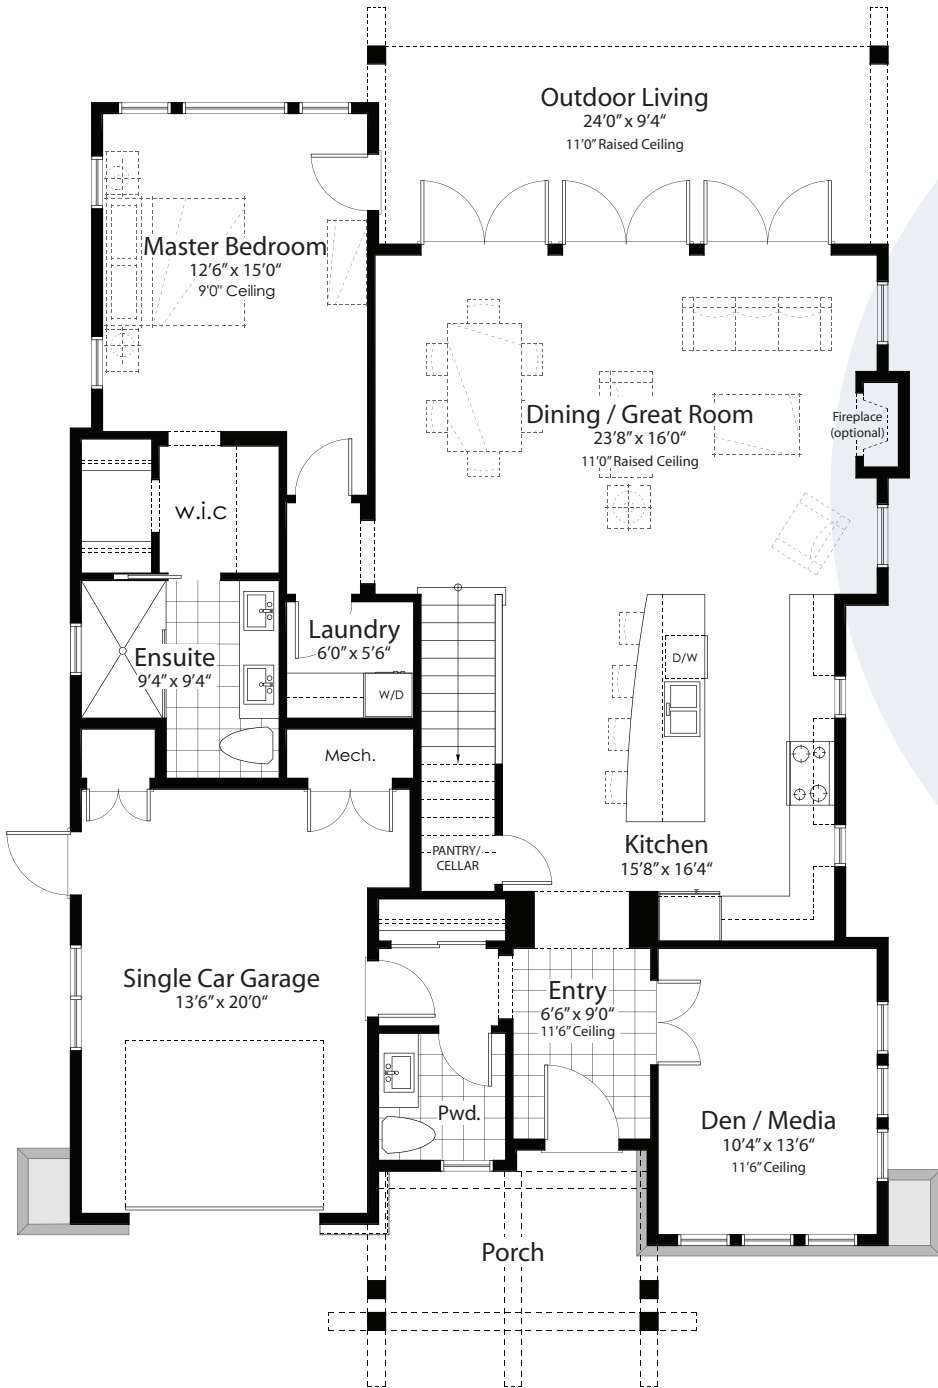 Outdoor Living
24’0” x 9’4“
11’0” Raised Ceiling
Master Bedroom
12’6” x 15’0“
9'0" Ceiling
Dining / Great Room
23’8” x 16’0“
11’0” Raised Ceiling
Fireplace
(optional)
w.i.c
Laundry
6’0” x 5’6“
W/D
Ensuite
9’4” x 9’4“
D/W
Mech.
Kitchen
15’8” x 16’4“
PANTRY/
CELLAR
Single Car Garage
13’6” x 20’0“
Entry
6’6” x 9’0“
11’6” Ceiling
Pwd.
Den / Media
10’4” x 13’6“
11’6” Ceiling
Porch